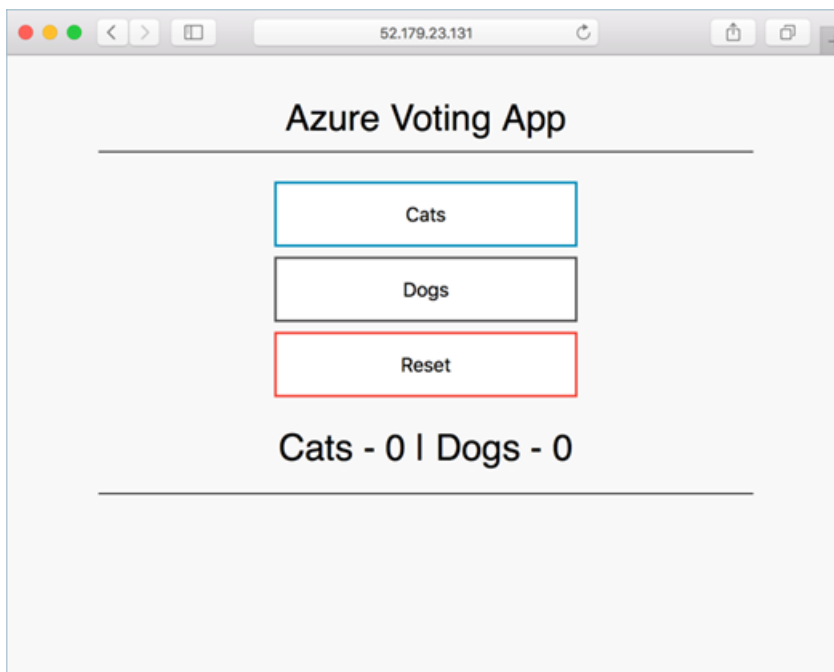 52.179.23.131
Azure Voting App
Cats
Dogs
Reset
Cats - 0 | Dogs - 0